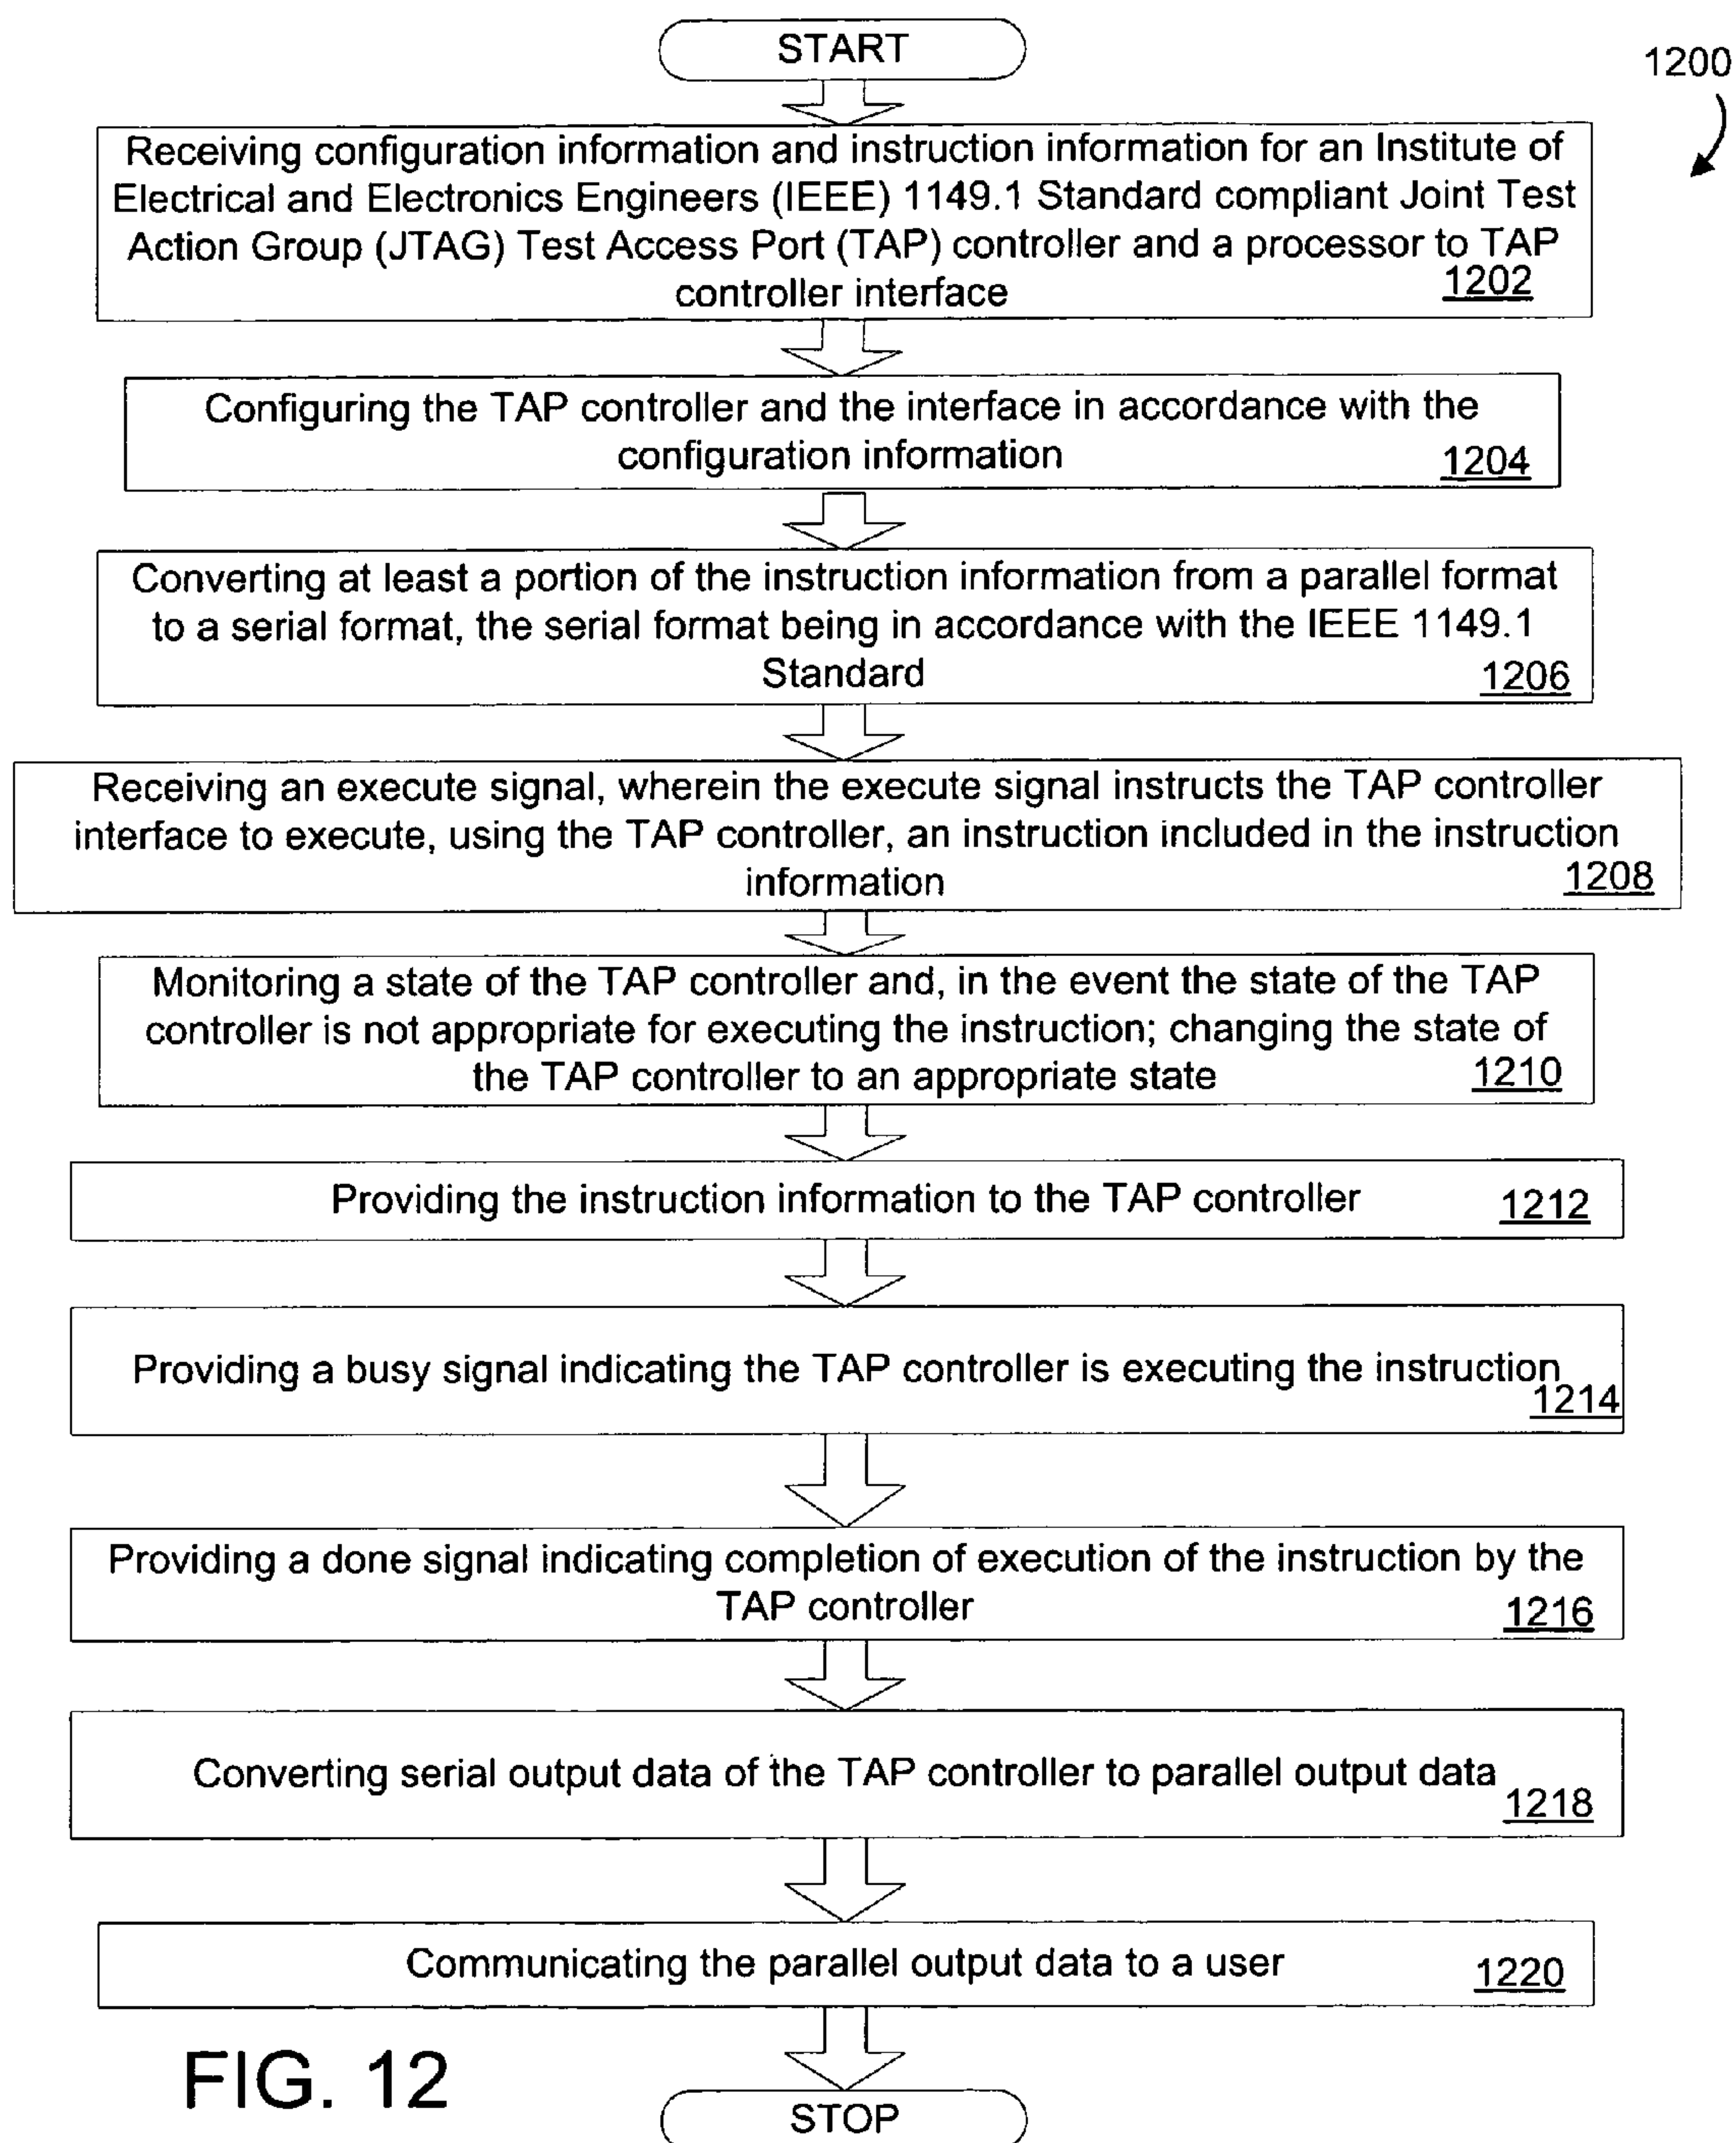 START
1200
Receiving configuration information and instruction information for an Institute of
Electrical and Electronics Engineers (IEEE) 1149.1 Standard compliant Joint Test
Action Group (JTAG) Test Access Port (TAP) controller and a processor to TAP
controller interface
1202
Configuring the TAP controller and the interface in accordance with the
configuration information
1204
Converting at least a portion of the instruction information from a parallel format
to a serial format, the serial format being in accordance with the IEEE 1149.1
Standard
1206
Receiving an execute signal, wherein the execute signal instructs the TAP controller
interface to execute, using the TAP controller, an instruction included in the instruction
information
1208
Monitoring a state of the TAP controller and, in the event the state of the TAP
controller is not appropriate for executing the instruction; changing the state of
the TAP controller to an appropriate state
1210
Providing the instruction information to the TAP controller
1212
Providing a busy signal indicating the TAP controller is executing the instruction
1214
Providing a done signal indicating completion of execution of the instruction by the
TAP controller
1216
Converting serial output data of the TAP controller to parallel output data
1218
Communicating the parallel output data to a user
1220
FIG. 12
STOP